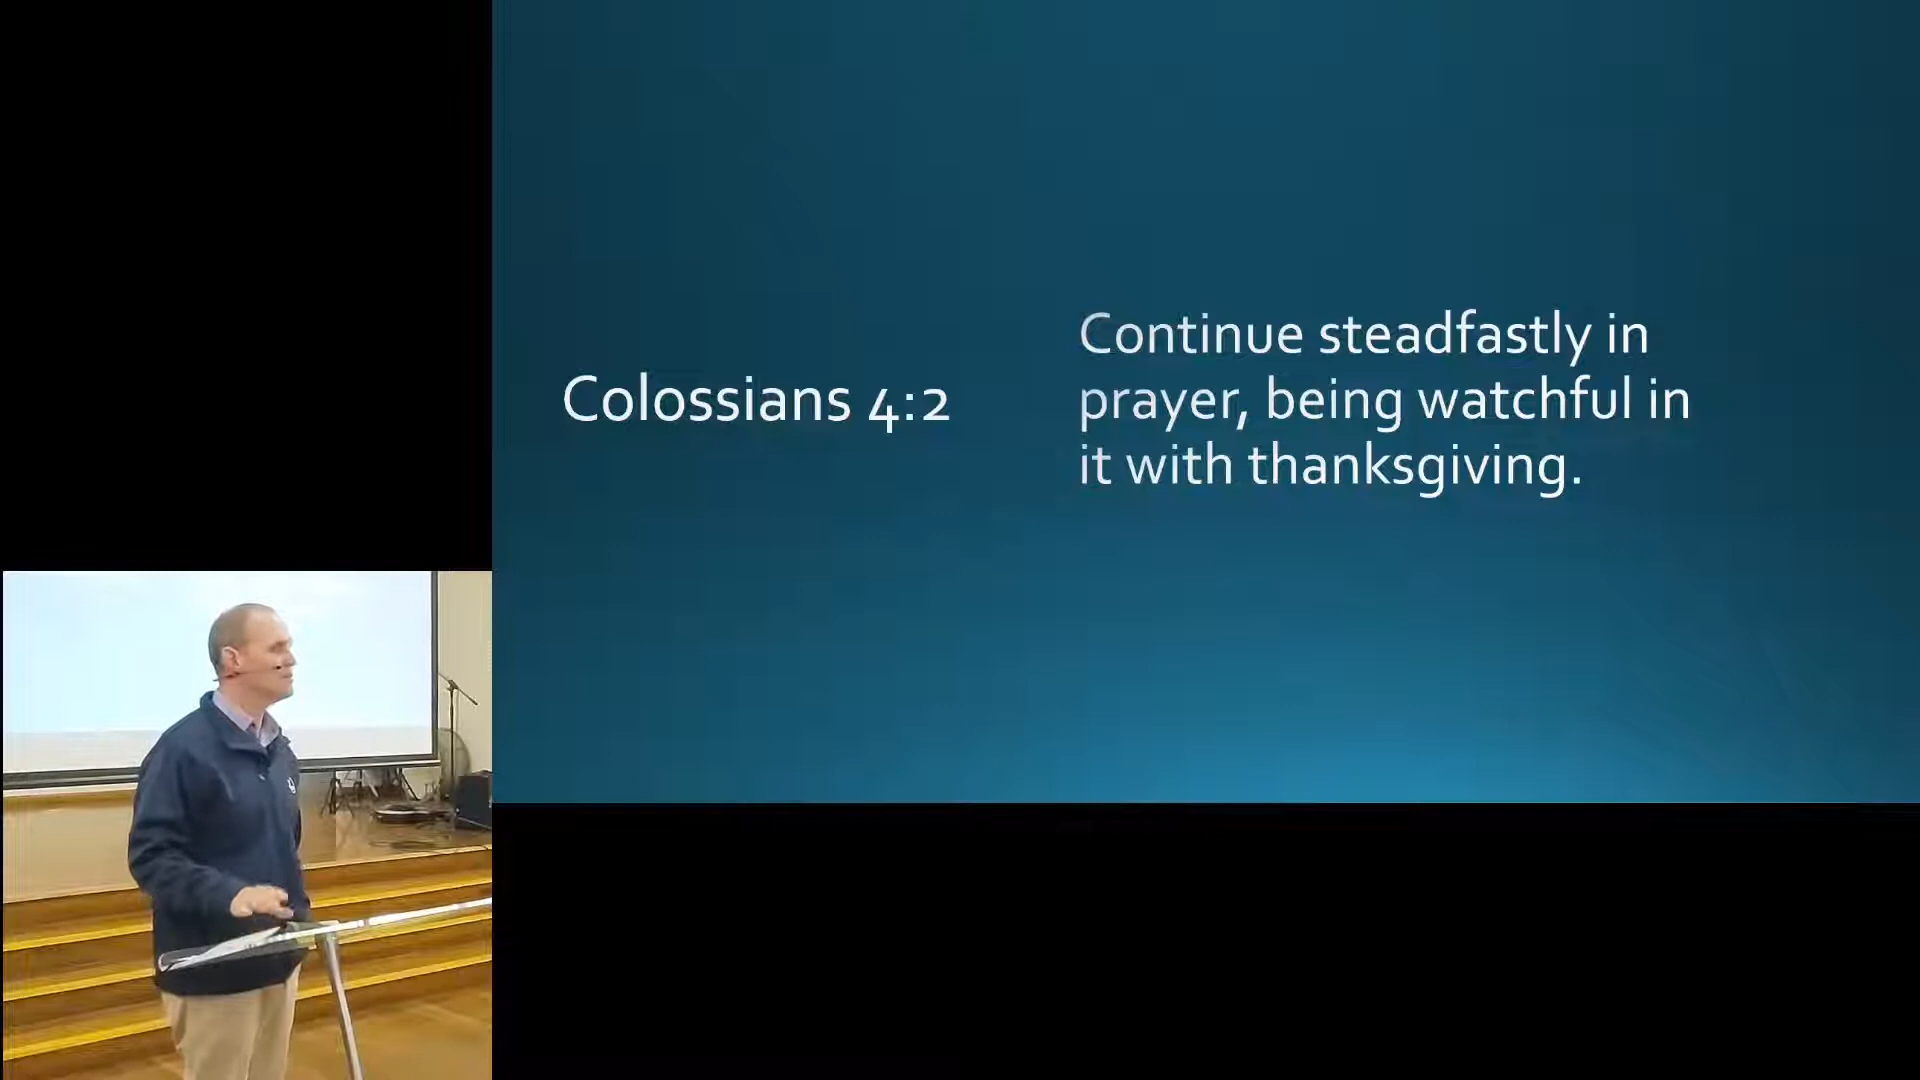 Colossians 4:2
Continue steadfastly in
prayer, being watchful in
it with thanksgiving.